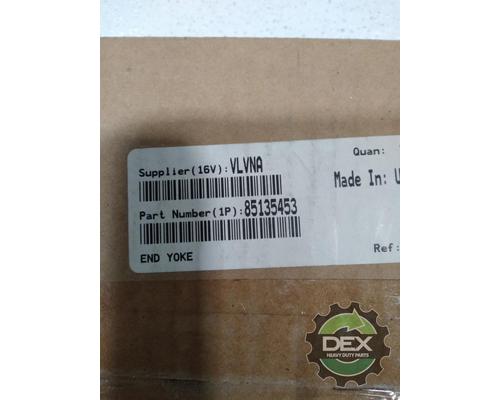 Supplier(16V): VLVNA
Quan:
Made In: U
Part Number(1P): 85135453
Ref:
END YOKE
DEX
HEAVY DUTY PARTS